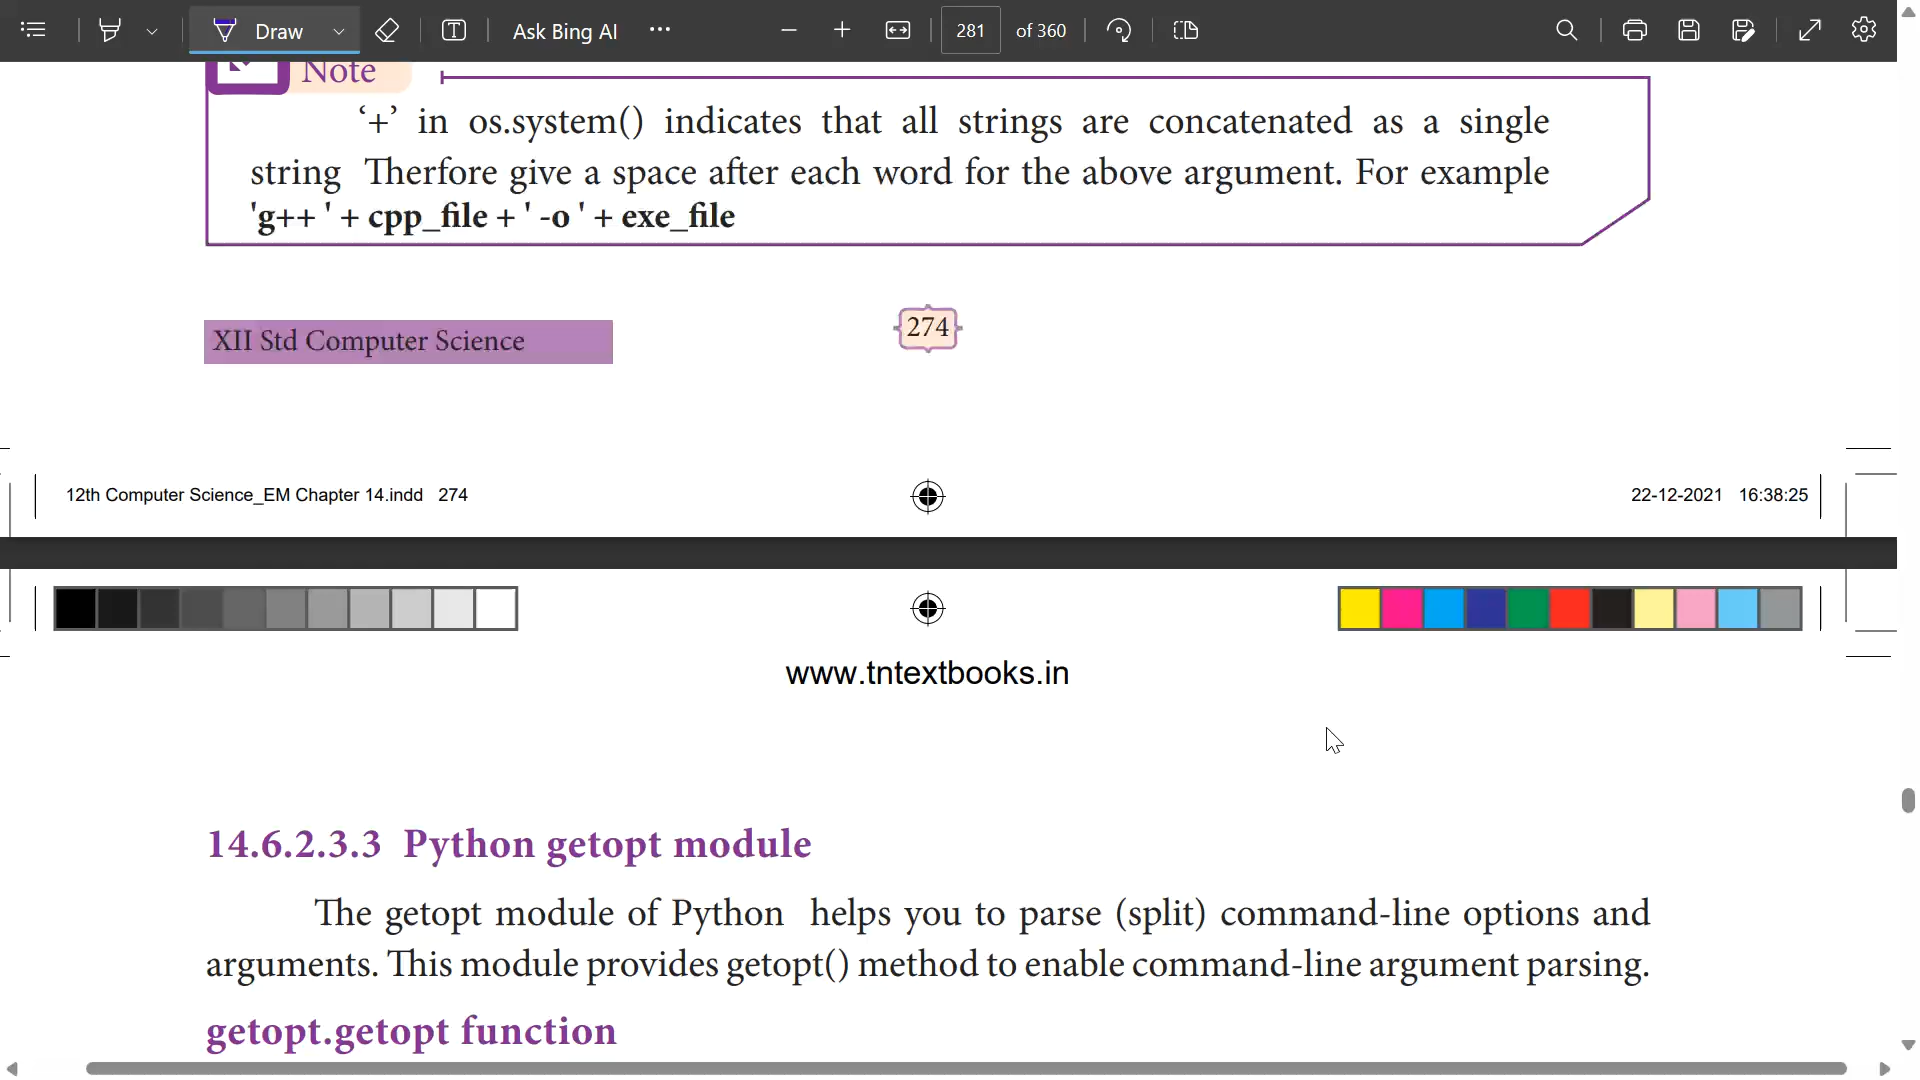 Draw
Ask Bing AI
281 of 360
Note
‘+’ in os.system() indicates that all strings are concatenated as a single
string Therfore give a space after each word for the above argument. For example
'g++ ' + cpp_file + ' -o ' + exe_file
XII Std Computer Science
274
12th Computer Science_EM Chapter 14.indd 274
22-12-2021 16:38:25
www.tntextbooks.in
14.6.2.3.3 Python getopt module
The getopt module of Python helps you to parse (split) command-line options and
arguments. This module provides getopt() method to enable command-line argument parsing.
getopt.getopt function